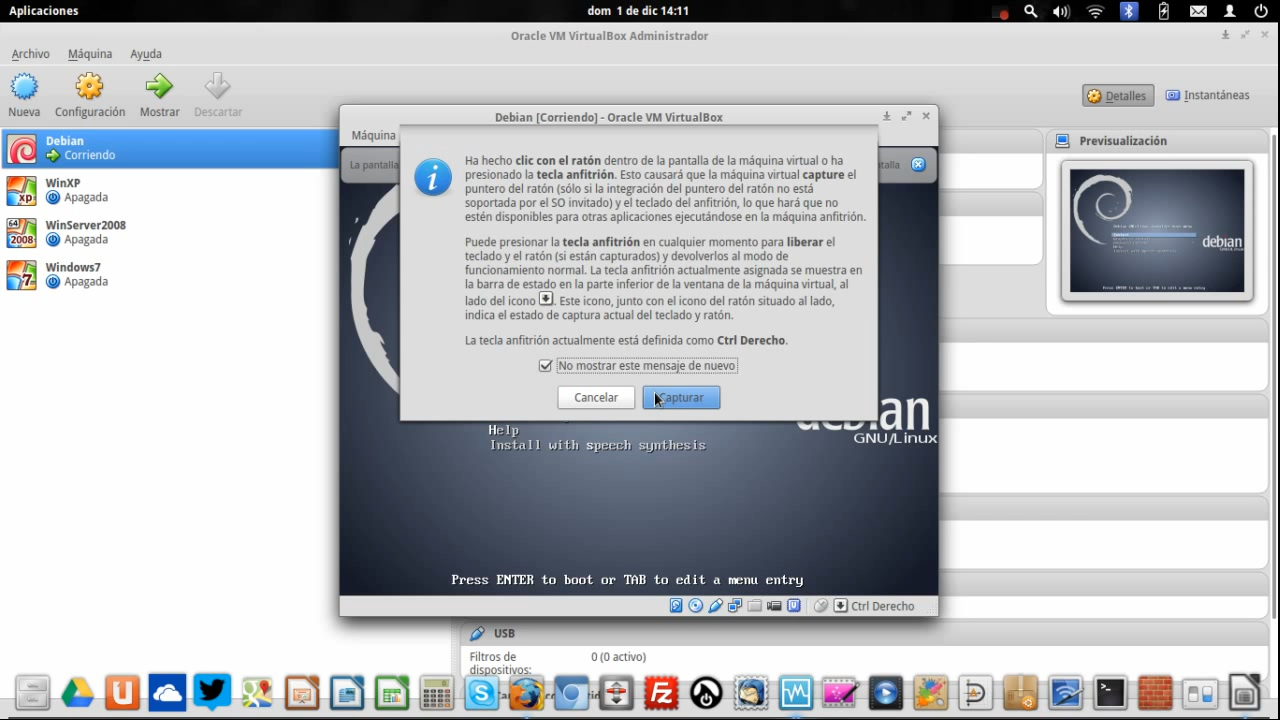 Aplicaciones
dom 1 de dic 14:11
Oracle VM VirtualBox Administrador
Archivo Máquina Ayuda
Nueva Configuración Mostrar Descartar
Detalles Instantáneas
Debian
Corriendo
WinXP
Apagada
WinServer2008
Apagada
Windows7
Apagada
Debian [Corriendo] - Oracle VM VirtualBox
Máquina
La pantalla
Ha hecho clic con el ratón dentro de la pantalla de la máquina virtual o ha
presionado la tecla anfitrión. Esto causará que la máquina virtual capture el
puntero del ratón (sólo si la integración del puntero del ratón no está
soportada por el SO invitado) y el teclado del anfitrión, lo que hará que no
estén disponibles para otras aplicaciones ejecutándose en la máquina anfitrión.
Puede presionar la tecla anfitrión en cualquier momento para liberar el
teclado y el ratón (si están capturados) y devolverlos al modo de
funcionamiento normal. La tecla anfitrión actualmente asignada se muestra en
la barra de estado en la parte inferior de la ventana de la máquina virtual, al
lado del icono . Este icono, junto con el icono del ratón situado al lado,
indica el estado de captura actual del teclado y ratón.
La tecla anfitrión actualmente está definida como Ctrl Derecho.
No mostrar este mensaje de nuevo
Cancelar Capturar
debian
GNU/Linux
Help
Install with speech synthesis
Press ENTER to boot or TAB to edit a menu entry
Ctrl Derecho
Previsualización
debian
USB
Filtros de
dispositivos:
0 (0 activo)